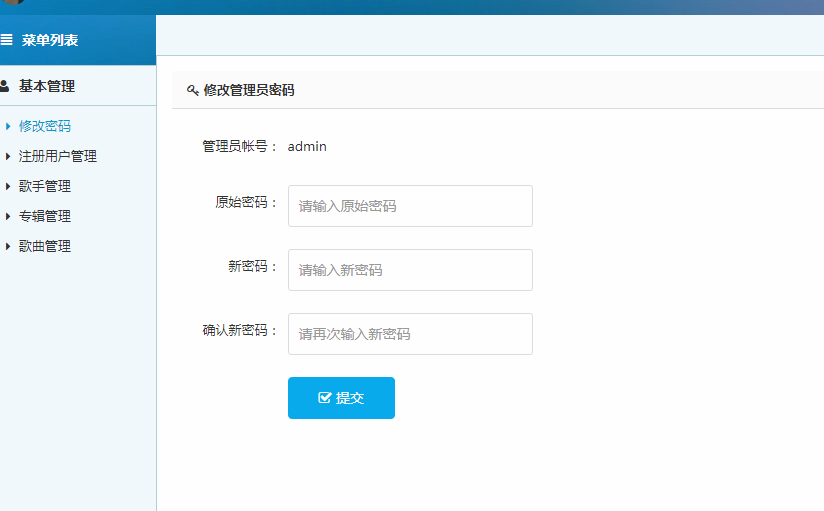 菜单列表
基本管理
修改密码
注册用户管理
歌手管理
专辑管理
歌曲管理
修改管理员密码
管理员帐号： admin
原始密码： 请输入原始密码
新密码： 请输入新密码
确认新密码： 请再次输入新密码
提交